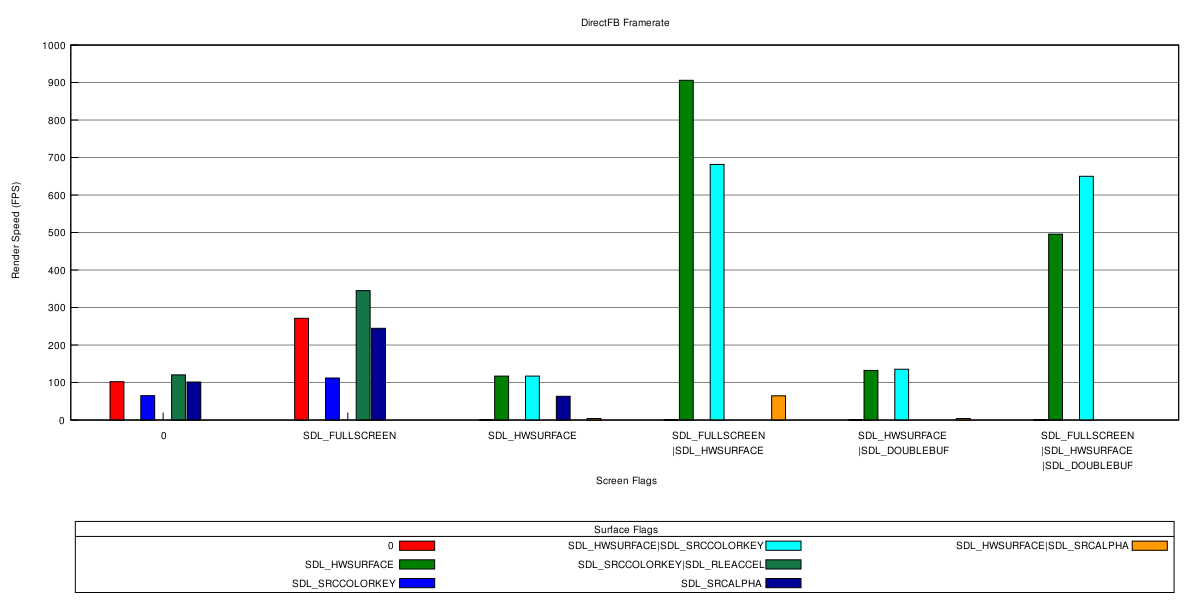 DirectFB Framerate
Render Speed (FPS)
1000
900
800
700
600
500
400
300
200
100
0
0
SDL_FULLSCREEN
SDL_HWSURFACE
SDL_FULLSCREEN
|SDL_HWSURFACE
SDL_HWSURFACE
|SDL_DOUBLEBUF
SDL_FULLSCREEN
|SDL_HWSURFACE
|SDL_DOUBLEBUF
Screen Flags
Surface Flags
0
SDL_HWSURFACE
SDL_SRCCOLORKEY
SDL_HWSURFACE|SDL_SRCCOLORKEY
SDL_SRCCOLORKEY|SDL_RLEACCEL
SDL_SRCALPHA
SDL_HWSURFACE|SDL_SRCALPHA